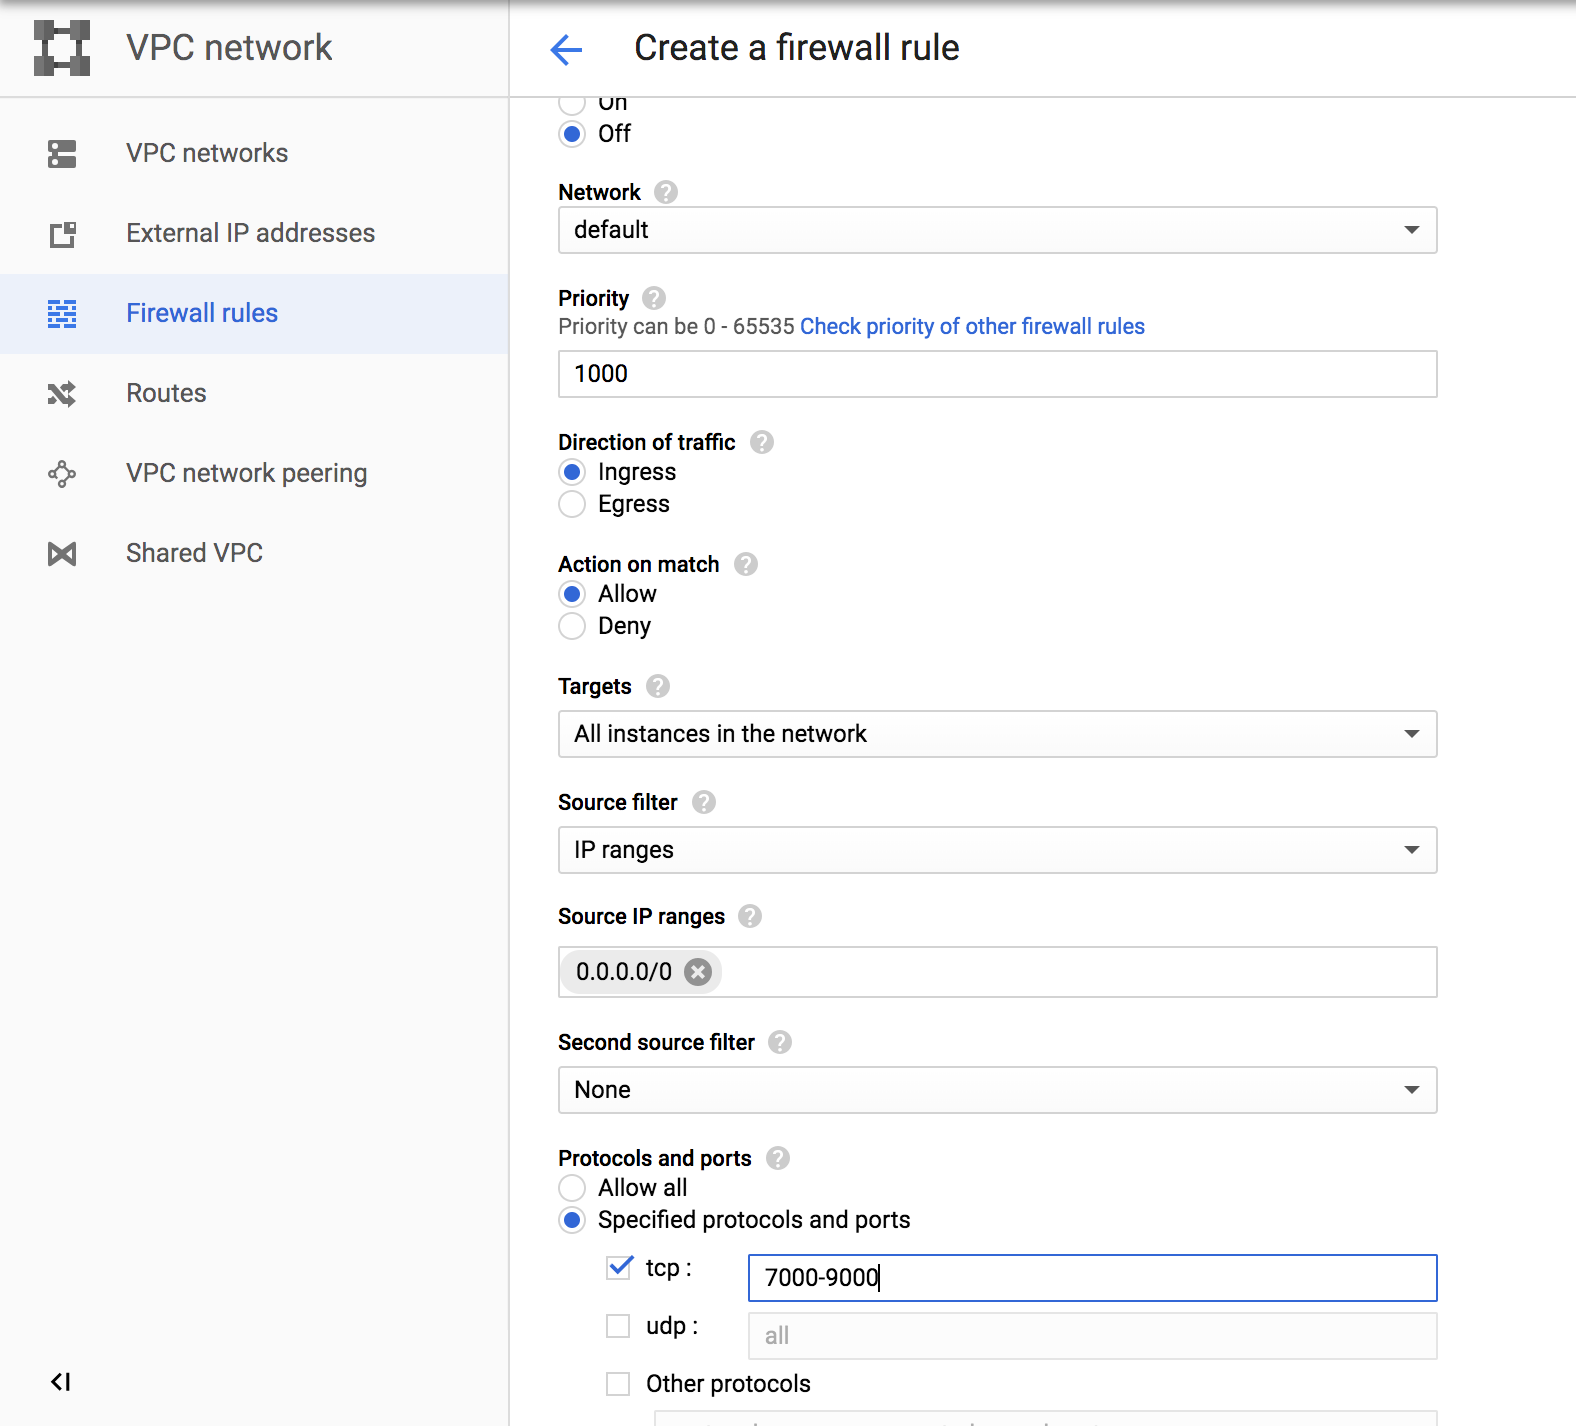 VPC network
Create a firewall rule
VPC networks
External IP addresses
Firewall rules
Routes
VPC network peering
Shared VPC
On
Off
Network
default
Priority
Priority can be 0 - 65535 Check priority of other firewall rules
1000
Direction of traffic
Ingress
Egress
Action on match
Allow
Deny
Targets
All instances in the network
Source filter
IP ranges
Source IP ranges
0.0.0.0/0
Second source filter
None
Protocols and ports
Allow all
Specified protocols and ports
tcp :
7000-9000
udp :
all
Other protocols